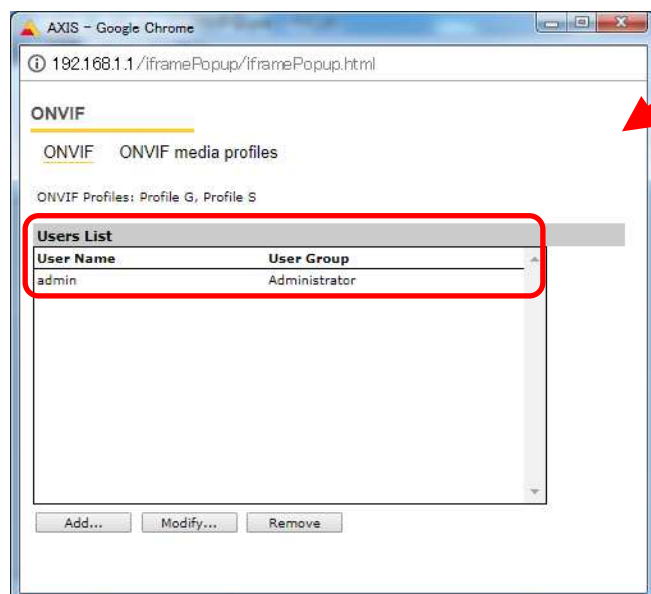 AXIS - Google Chrome
192.168.1.1/iframePopup/iframePopup.html
ONVIF
ONVIF ONVIF media profiles
ONVIF Profiles: Profile G, Profile S
Users List
User Name User Group
admin Administrator
Add... Modify... Remove